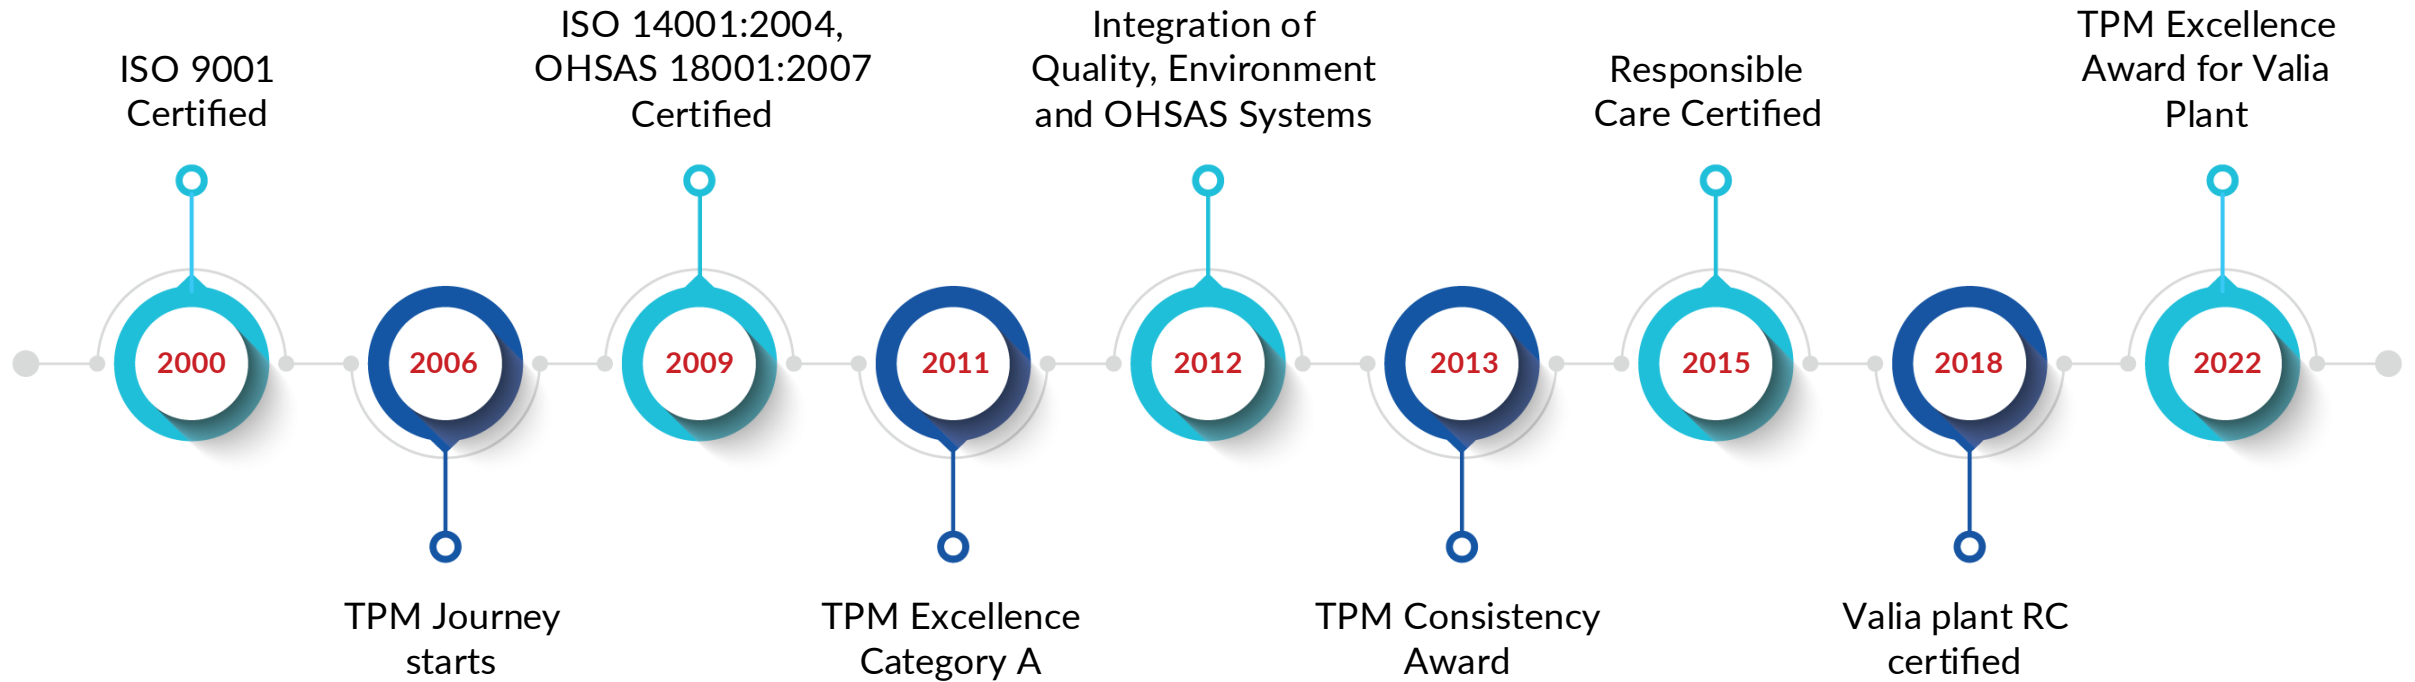 ISO 9001
Certified
2000
2006
TPM Journey
starts
ISO 14001:2004,
OHSAS 18001:2007
Certified
2009
2011
TPM Excellence
Category A
Integration of
Quality, Environment
and OHSAS Systems
2012
2013
TPM Consistency
Award
Responsible
Care Certified
2015
2018
Valia plant RC
certified
TPM Excellence
Award for Valia
Plant
2022